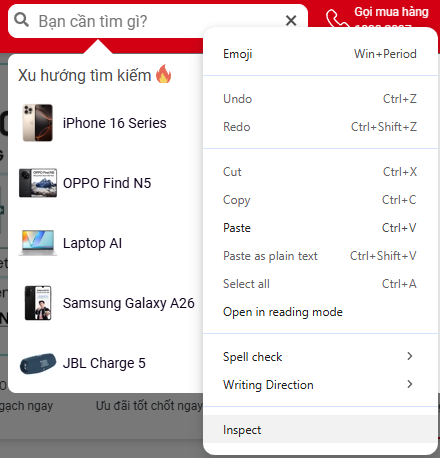 Bạn cần tìm gì?
Gọi mua hàng
Xu hướng tìm kiếm
iPhone 16 Series
OPPO Find N5
Laptop AI
Samsung Galaxy A26
JBL Charge 5
gạch ngay
Ưu đãi tốt chốt ngay
Emoji Win+Period
Undo Ctrl+Z
Redo Ctrl+Shift+Z
Cut Ctrl+X
Copy Ctrl+C
Paste Ctrl+V
Paste as plain text Ctrl+Shift+V
Select all Ctrl+A
Open in reading mode
Spell check
Writing Direction
Inspect